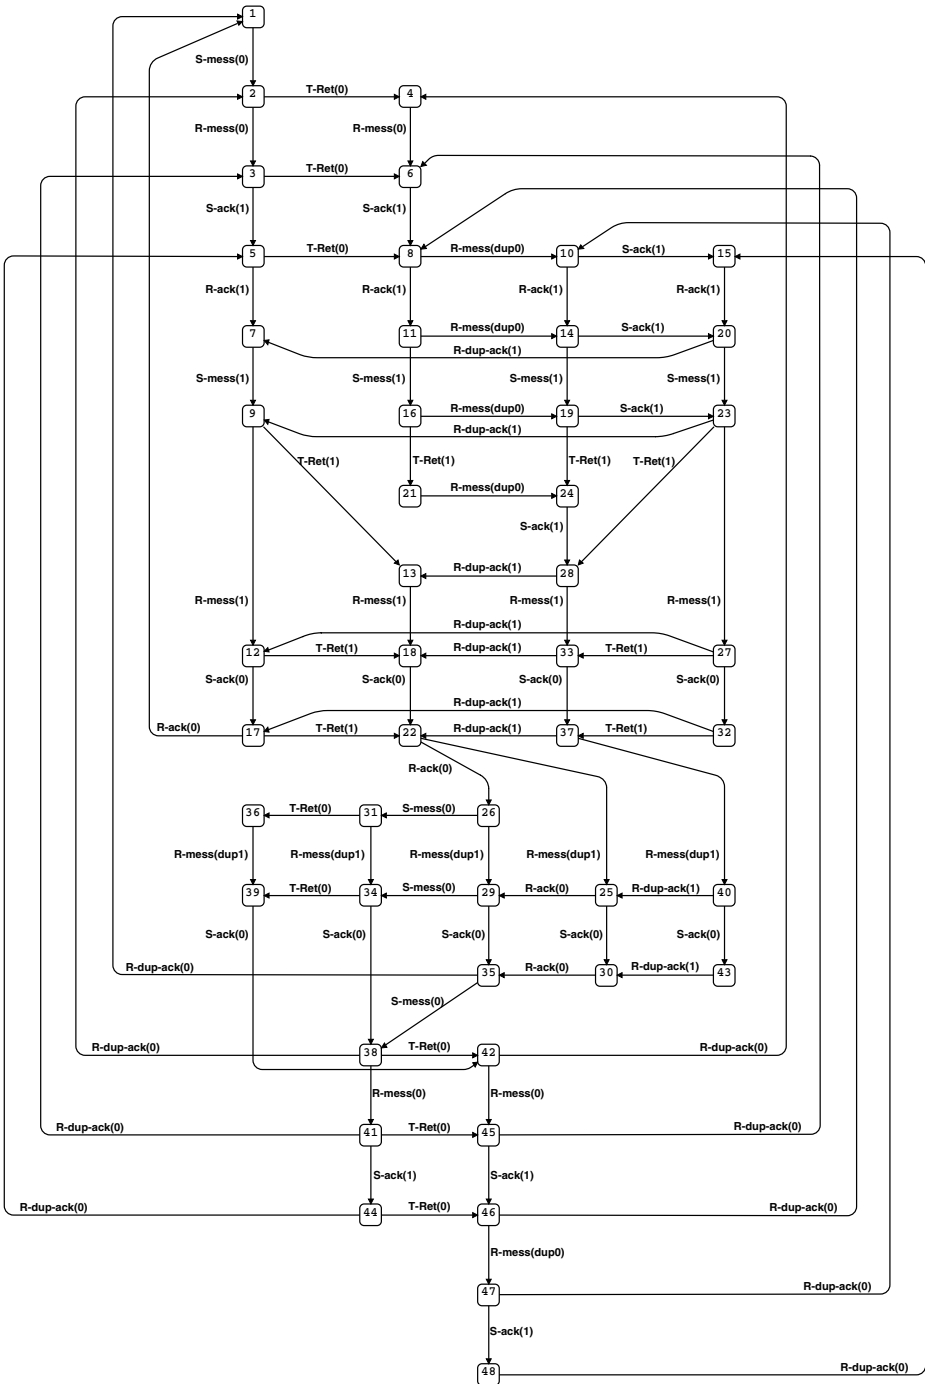 1
S-mess(0)
2 T-Ret(0) 4
R-mess(0) R-mess(0)
3 T-Ret(0) 6
S-ack(1) S-ack(1)
5 T-Ret(0) 8 R-mess(dup0) 10 S-ack(1) 15
R-ack(1) R-ack(1) R-ack(1) R-ack(1)
7 11 R-mess(dup0) 14 S-ack(1) 20
R-dup-ack(1)
S-mess(1) S-mess(1) S-mess(1) S-mess(1)
9 16 R-mess(dup0) 19 S-ack(1) 23
R-dup-ack(1)
T-Ret(1) T-Ret(1) T-Ret(1) T-Ret(1)
21 R-mess(dup0) 24
S-ack(1)
13 R-dup-ack(1) 28
R-mess(1) R-mess(1) R-mess(1) R-mess(1)
R-dup-ack(1)
12 T-Ret(1) 18 R-dup-ack(1) 33 T-Ret(1) 27
S-ack(0) S-ack(0) S-ack(0) S-ack(0)
R-dup-ack(1)
R-ack(0) 17 T-Ret(1) 22 R-dup-ack(1) 37 T-Ret(1) 32
R-ack(0)
36 T-Ret(0) 31 S-mess(0) 26
R-mess(dup1) R-mess(dup1) R-mess(dup1) R-mess(dup1) R-mess(dup1)
39 T-Ret(0) 34 S-mess(0) 29 R-ack(0) 25 R-dup-ack(1) 40
S-ack(0) S-ack(0) S-ack(0) S-ack(0) S-ack(0)
R-dup-ack(0) 35 R-ack(0) 30 R-dup-ack(1) 43
S-mess(0)
R-dup-ack(0) 38 T-Ret(0) 42 R-dup-ack(0)
R-mess(0) R-mess(0)
R-dup-ack(0) 41 T-Ret(0) 45 R-dup-ack(0)
S-ack(1) S-ack(1)
R-dup-ack(0) 44 T-Ret(0) 46 R-dup-ack(0)
R-mess(dup0)
47 R-dup-ack(0)
S-ack(1)
48 R-dup-ack(0)